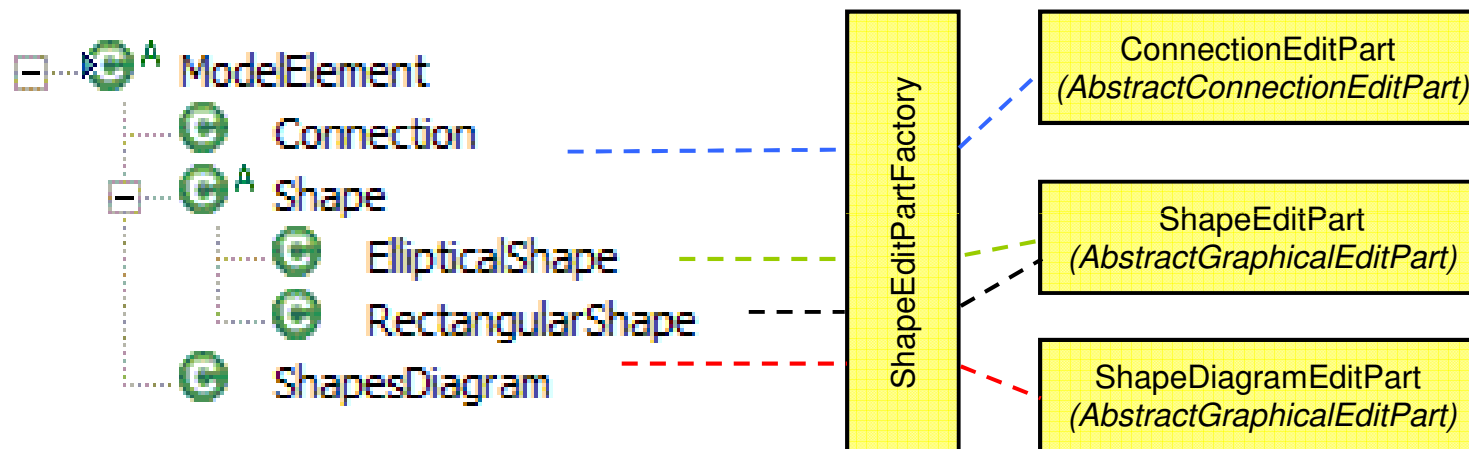 A ModelElement
Connection
A Shape
EllipticalShape
RectangularShape
ShapesDiagram
ShapeEditPartFactory
ConnectionEditPart
(AbstractConnectionEditPart)
ShapeEditPart
(AbstractGraphicalEditPart)
ShapeDiagramEditPart
(AbstractGraphicalEditPart)